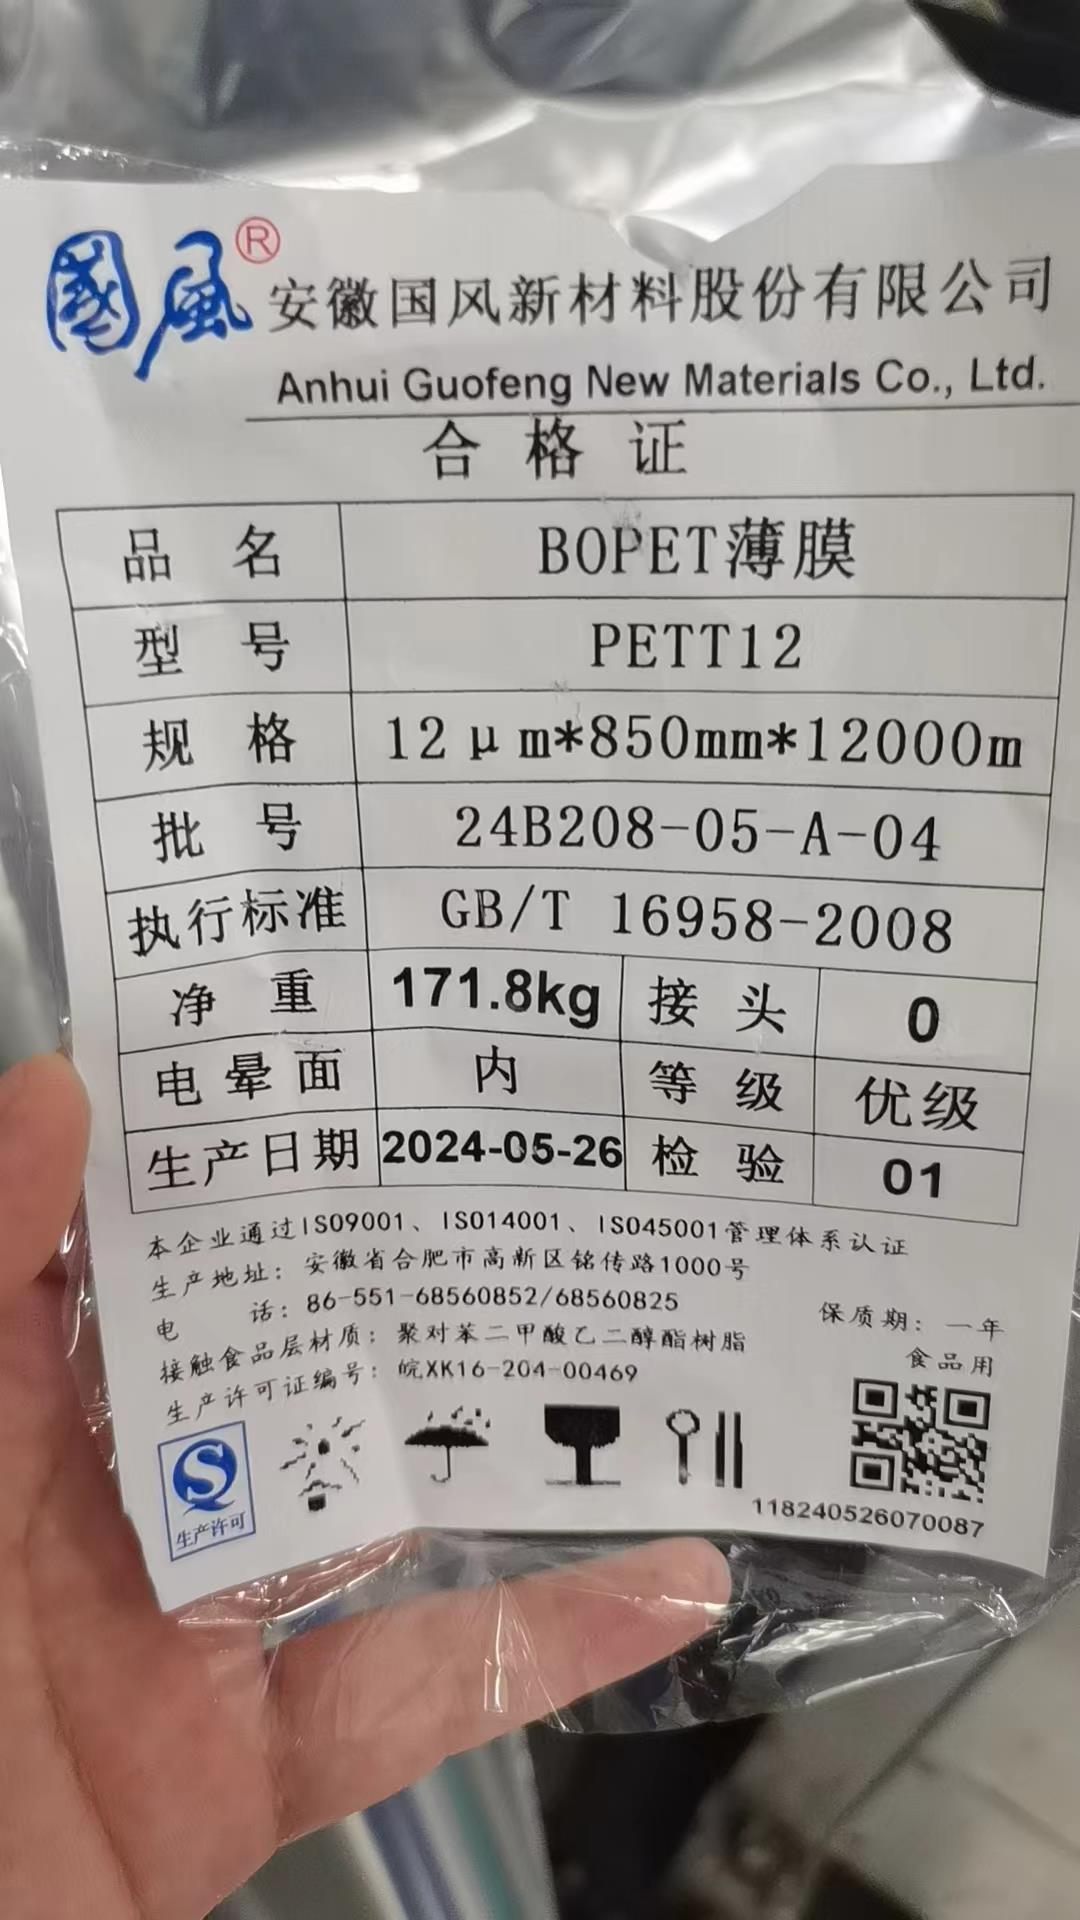 國風®
安徽国风新材料股份有限公司
Anhui Guofeng New Materials Co., Ltd.
合格证
品名 BOPET薄膜
型号 PETT12
规格 12μm*850mm*12000m
批号 24B208-05-A-04
执行标准 GB/T 16958-2008
净重 171.8kg 接头 0
电晕面 内 等级 优级
生产日期 2024-05-26 检验 01
本企业通过ISO9001、ISO14001、ISO45001管理体系认证
生产地址：安徽省合肥市高新区铭传路1000号
电话：86-551-68560852/68560825
保质期：一年
接触食品层材质：聚对苯二甲酸乙二醇酯树脂
食品用
生产许可证编号：皖XK16-204-00469
生产许可
118240526070087